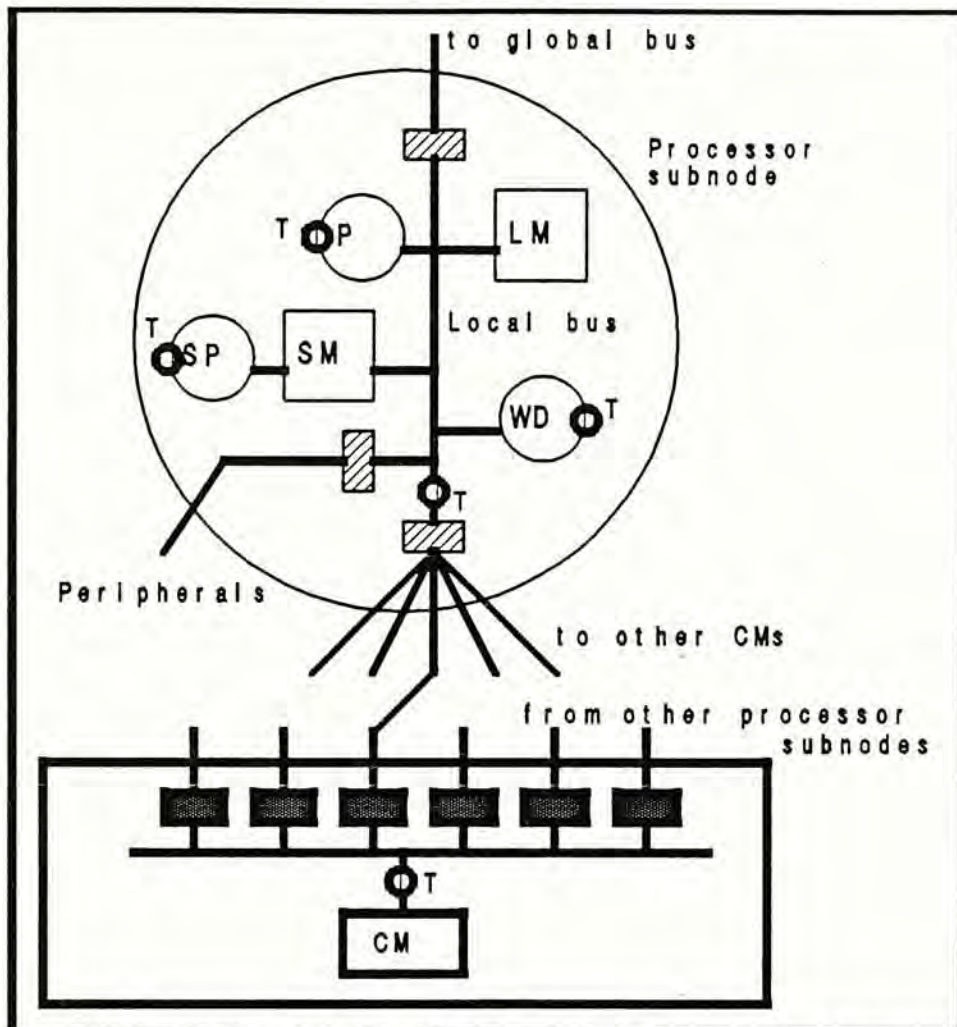 to global bus
Processor
subnode
T P
LM
Local bus
T
SP
SM
WD T
T
Peripherals
to other CMs
from other processor
subnodes
T
CM